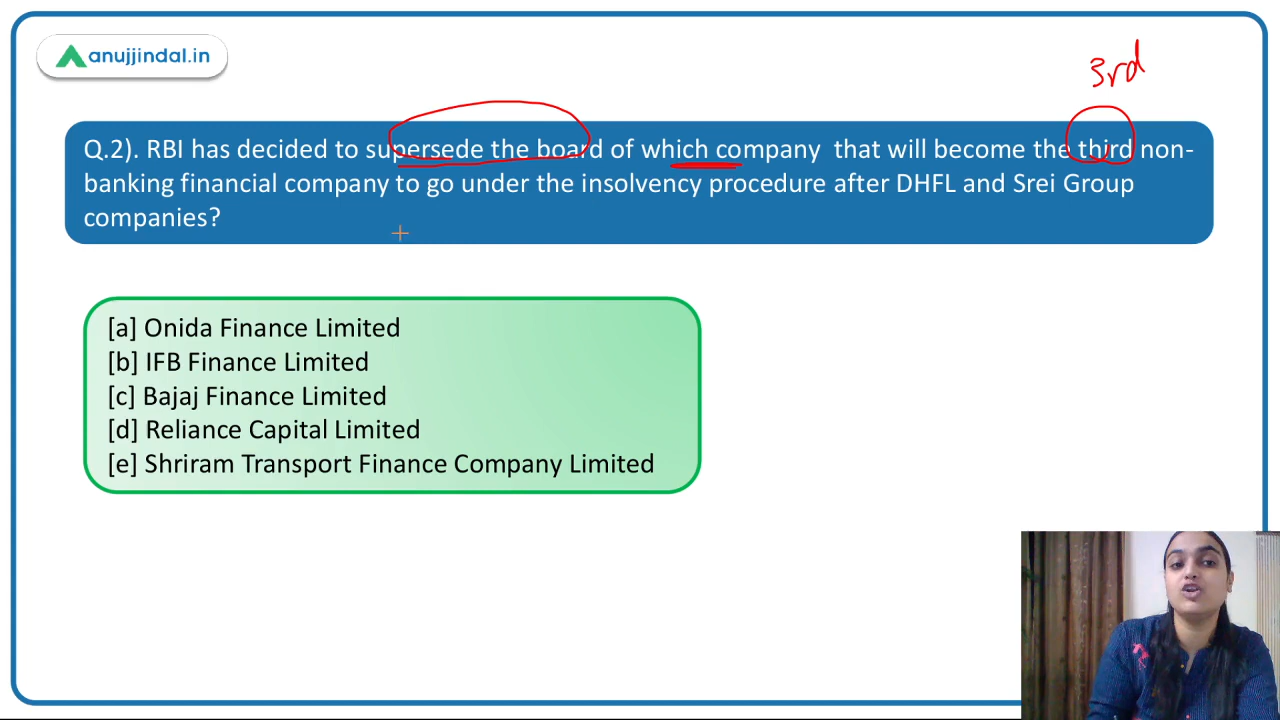 anujjindal.in
3rd
Q.2). RBI has decided to supersede the board of which company that will become the third non-
banking financial company to go under the insolvency procedure after DHFL and Srei Group
companies?
[a] Onida Finance Limited
[b] IFB Finance Limited
[c] Bajaj Finance Limited
[d] Reliance Capital Limited
[e] Shriram Transport Finance Company Limited